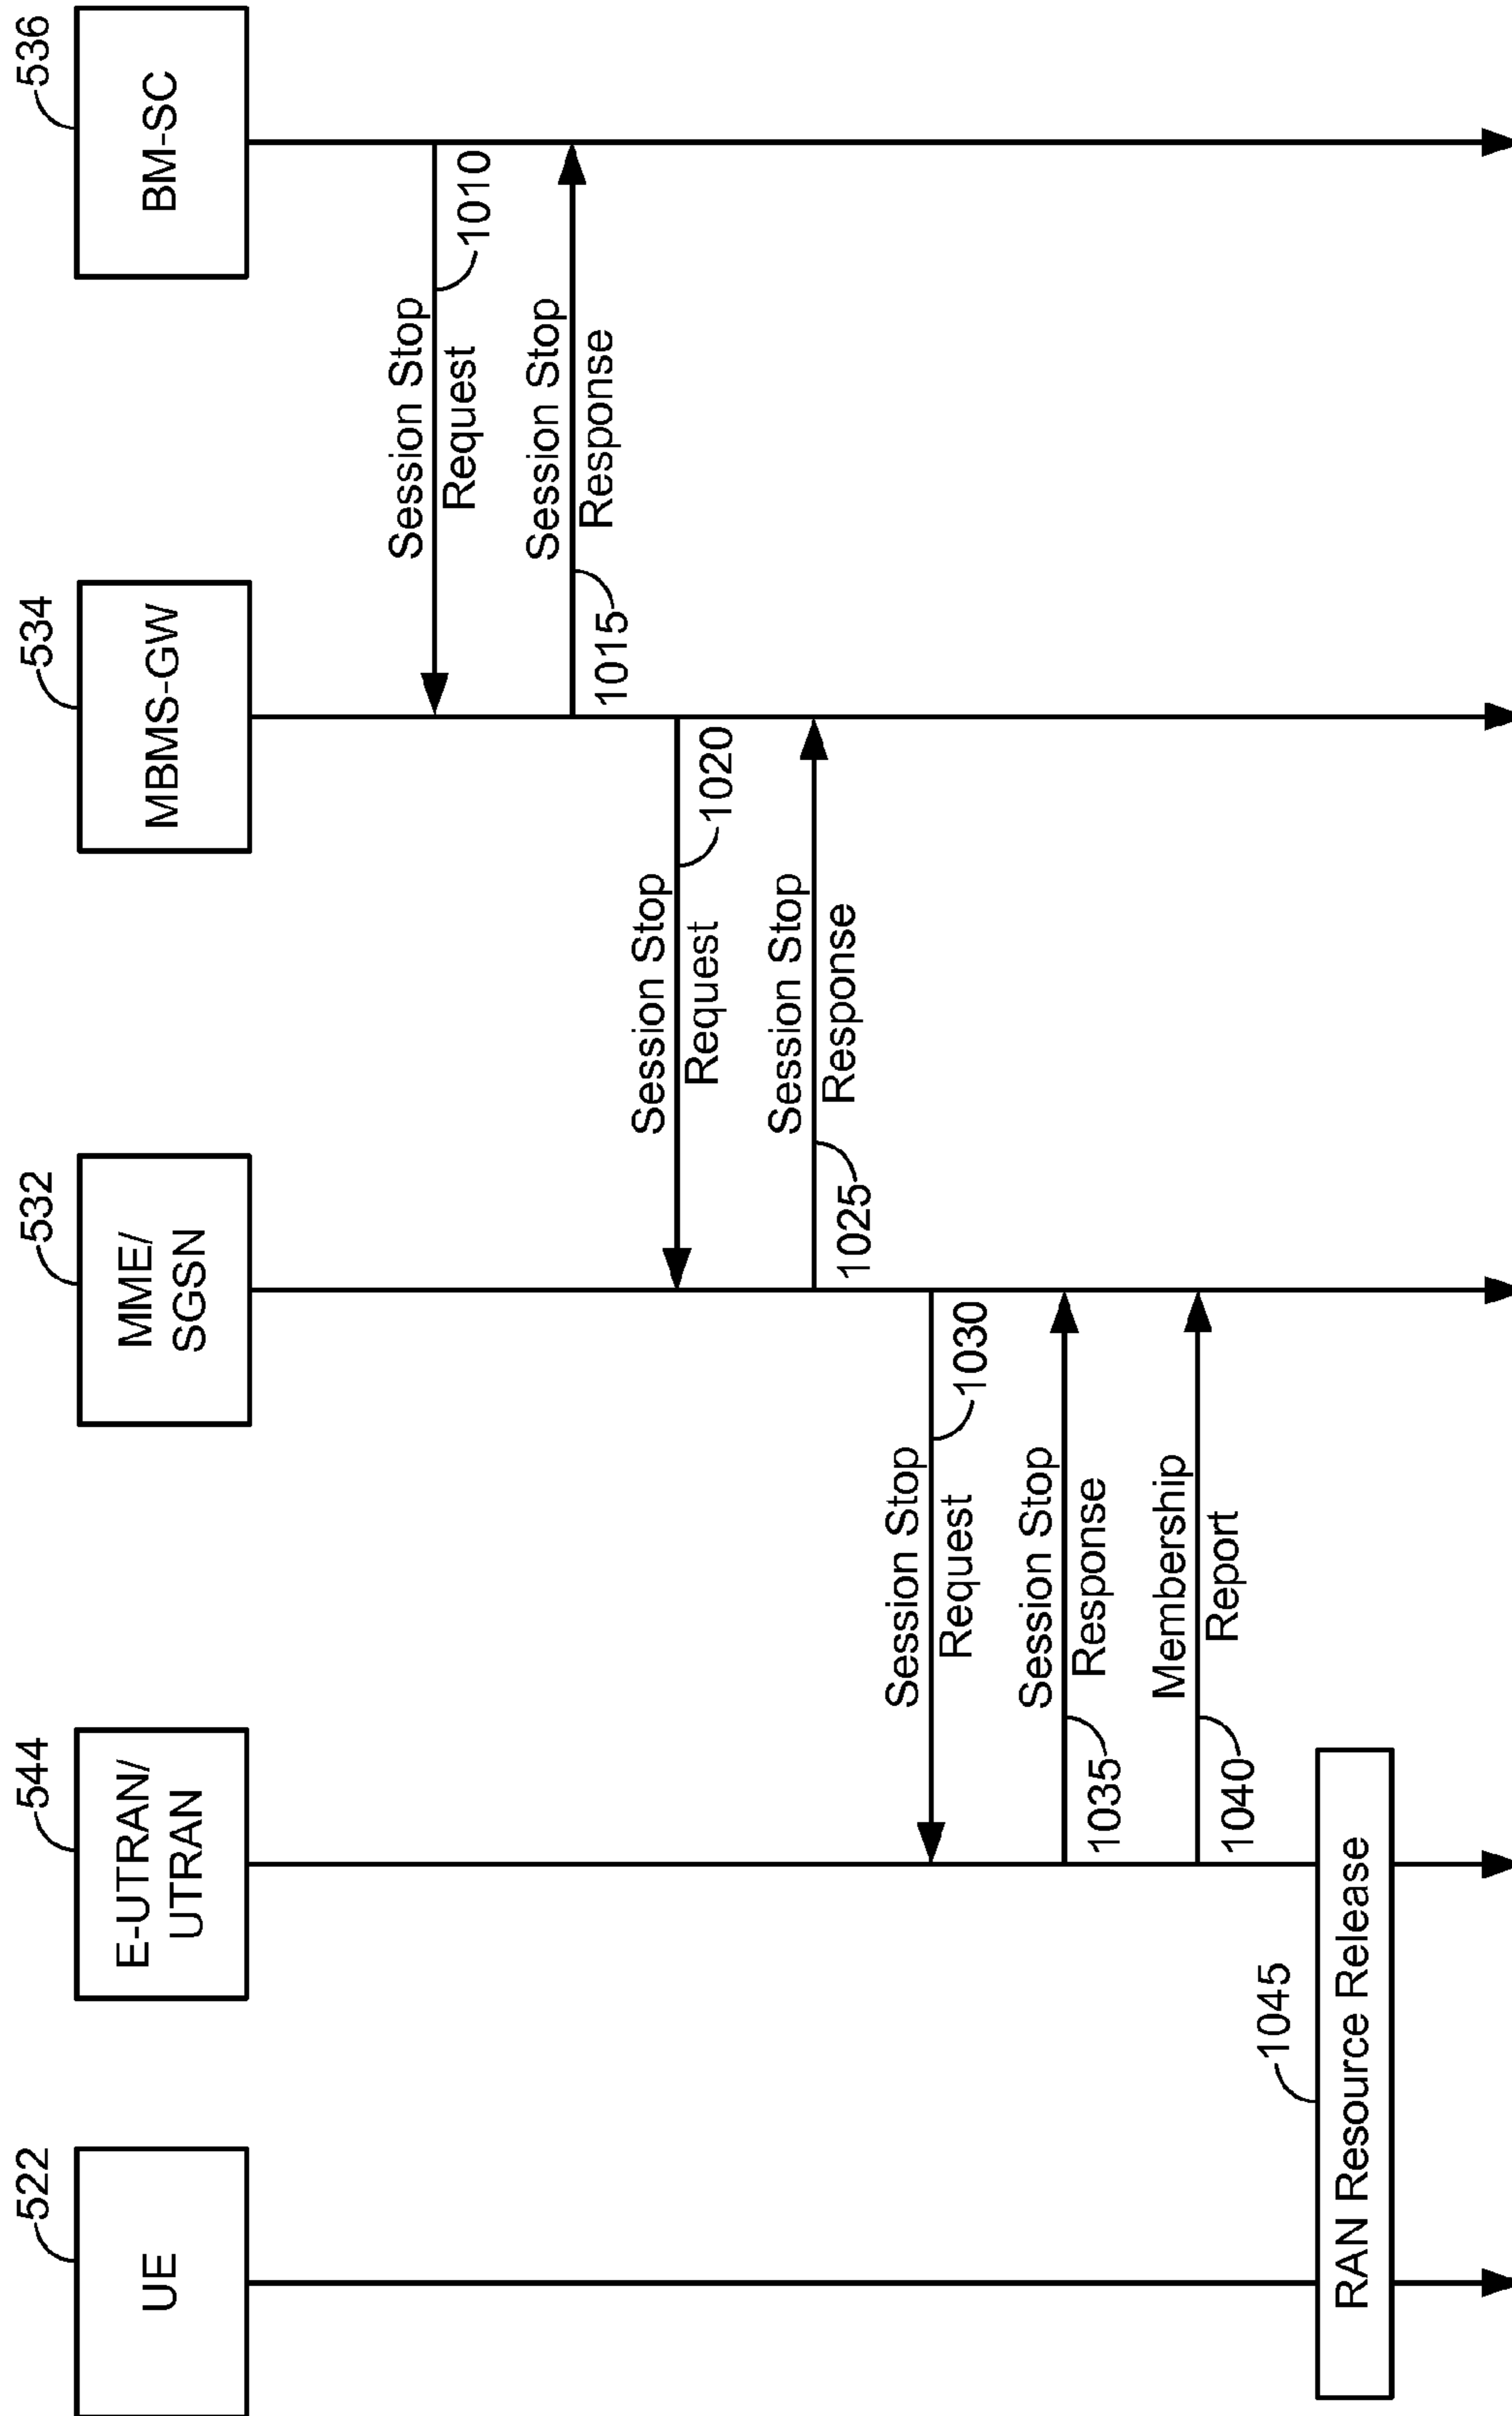 522
544
532
534
536
UE
E-UTRAN/
UTRAN
MME/
SGSN
MBMS-GW
BM-SC
Session Stop
Request
1010
Session Stop
Response
1015
Session Stop
Request
1020
Session Stop
Response
1025
Session Stop
Request
1030
Session Stop
Response
1035
Membership
Report
1040
1045
RAN Resource Release